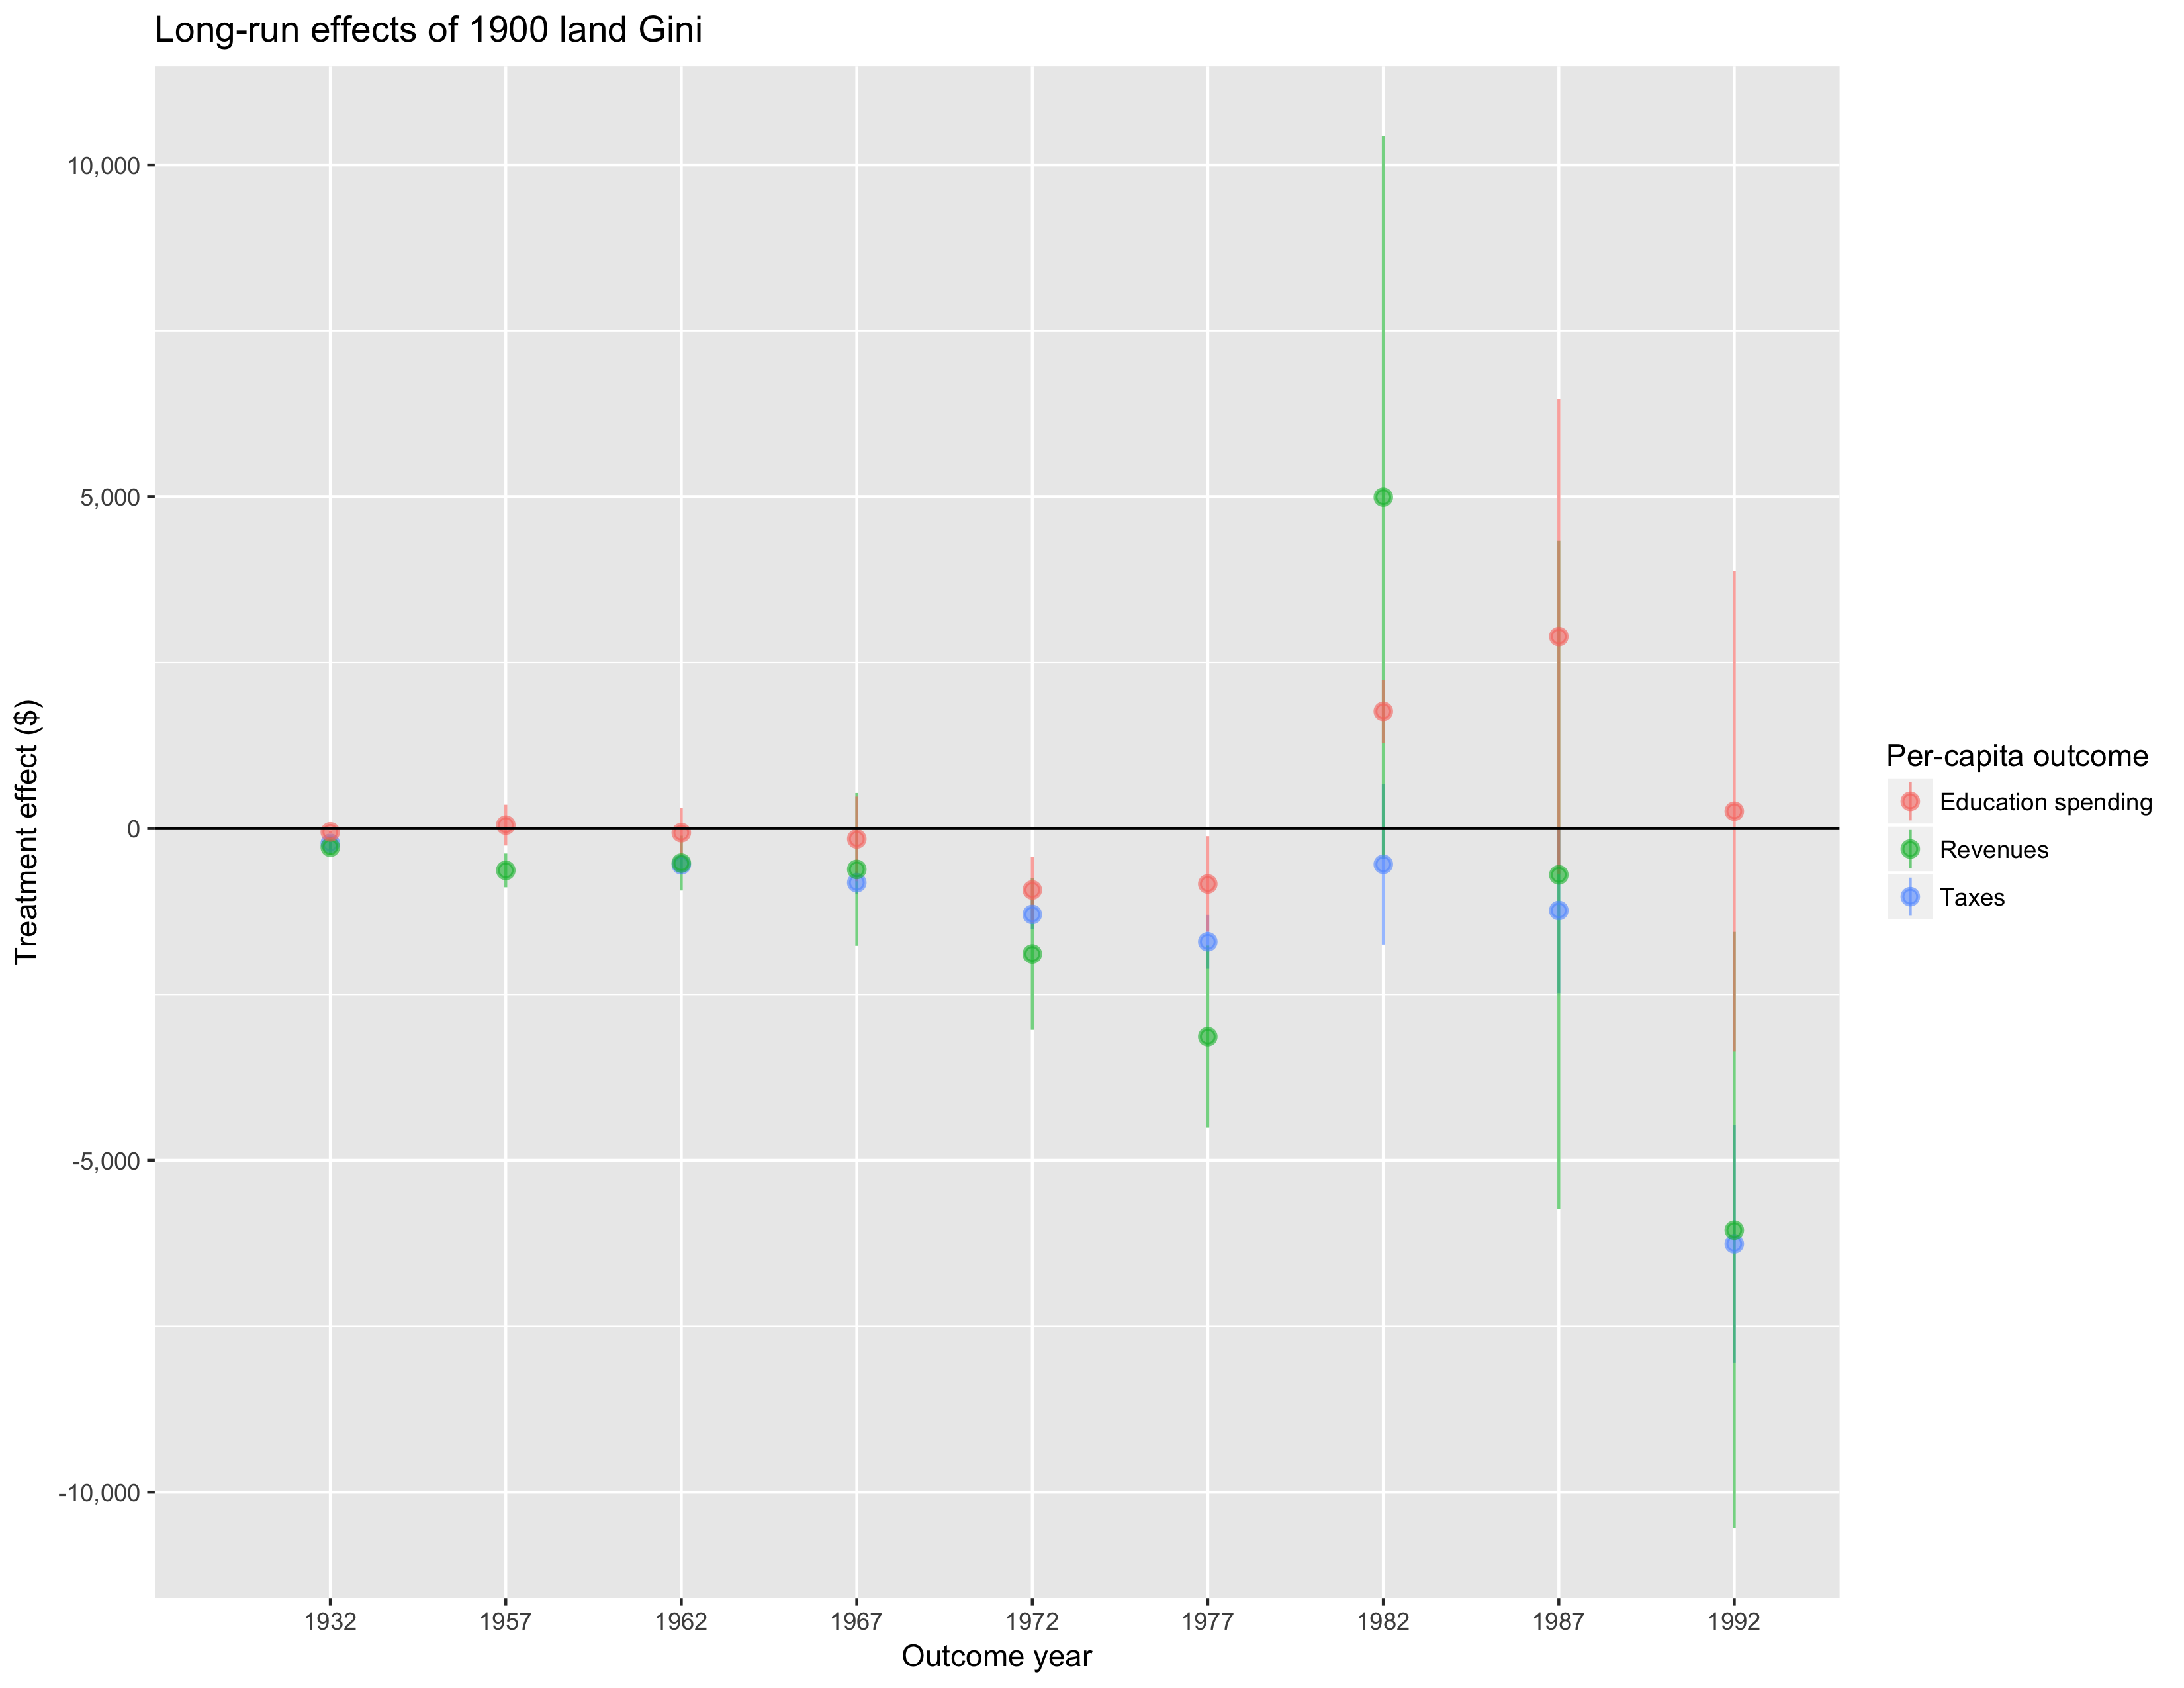 Long-run effects of 1900 land Gini
10,000
5,000
0
-5,000
-10,000
Treatment effect ($)
1932 1957 1962 1967 1972 1977 1982 1987 1992
Outcome year
Per-capita outcome
Education spending
Revenues
Taxes